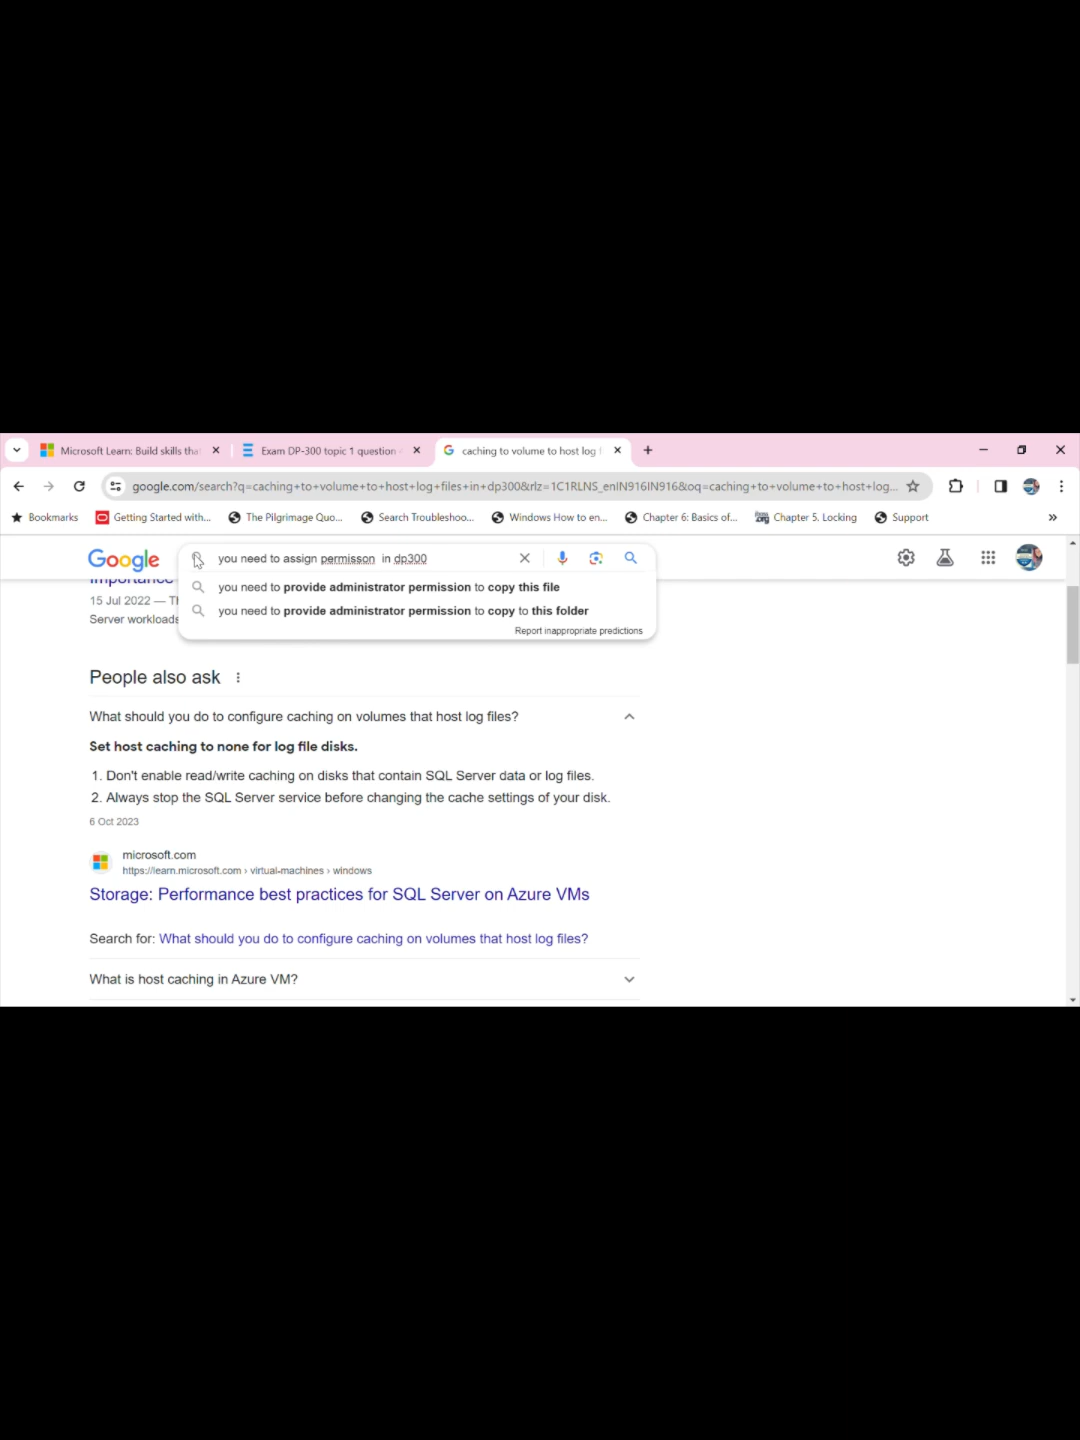 Microsoft Learn: Build skills tha
Exam DP-300 topic 1 question
caching to volume to host log f
google.com/search?q=caching+to+volume+to+host+log+files+in+dp300&rlz=1C1RLNS_enIN916IN916&oq=caching+to+volume+to+host+log...
Bookmarks
Getting Started with...
The Pilgrimage Quo...
Search Troubleshoo...
Windows How to en...
Chapter 6: Basics of...
Chapter 5. Locking
Support
Google
you need to assign permisson in dp300
you need to provide administrator permission to copy this file
you need to provide administrator permission to copy to this folder
Report inappropriate predictions
Importance
15 Jul 2022 — Th
Server workloads
People also ask
What should you do to configure caching on volumes that host log files?
Set host caching to none for log file disks.
1. Don't enable read/write caching on disks that contain SQL Server data or log files.
2. Always stop the SQL Server service before changing the cache settings of your disk.
6 Oct 2023
microsoft.com
https://learn.microsoft.com › virtual-machines › windows
Storage: Performance best practices for SQL Server on Azure VMs
Search for: What should you do to configure caching on volumes that host log files?
What is host caching in Azure VM?